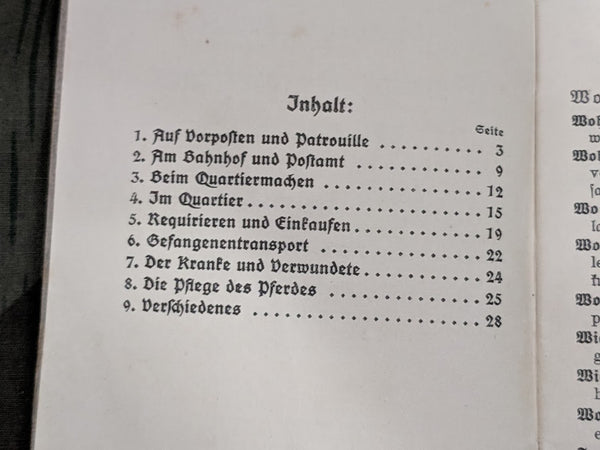 Inhalt:
Seite
1. Auf Vorposten und Patrouille . . . . . . . . . . 3
2. Am Bahnhof und Postamt . . . . . . . . . . . 9
3. Beim Quartiermachen . . . . . . . . . . . . . . 12
4. Im Quartier . . . . . . . . . . . . . . . . . . . . 15
5. Requirieren und Einkaufen . . . . . . . . . . . 19
6. Gefangenentransport . . . . . . . . . . . . . . 22
7. Der Kranke und Verwundete . . . . . . . . . . 24
8. Die Pflege des Pferdes . . . . . . . . . . . . . 25
9. Verschiedenes . . . . . . . . . . . . . . . . . . . 28